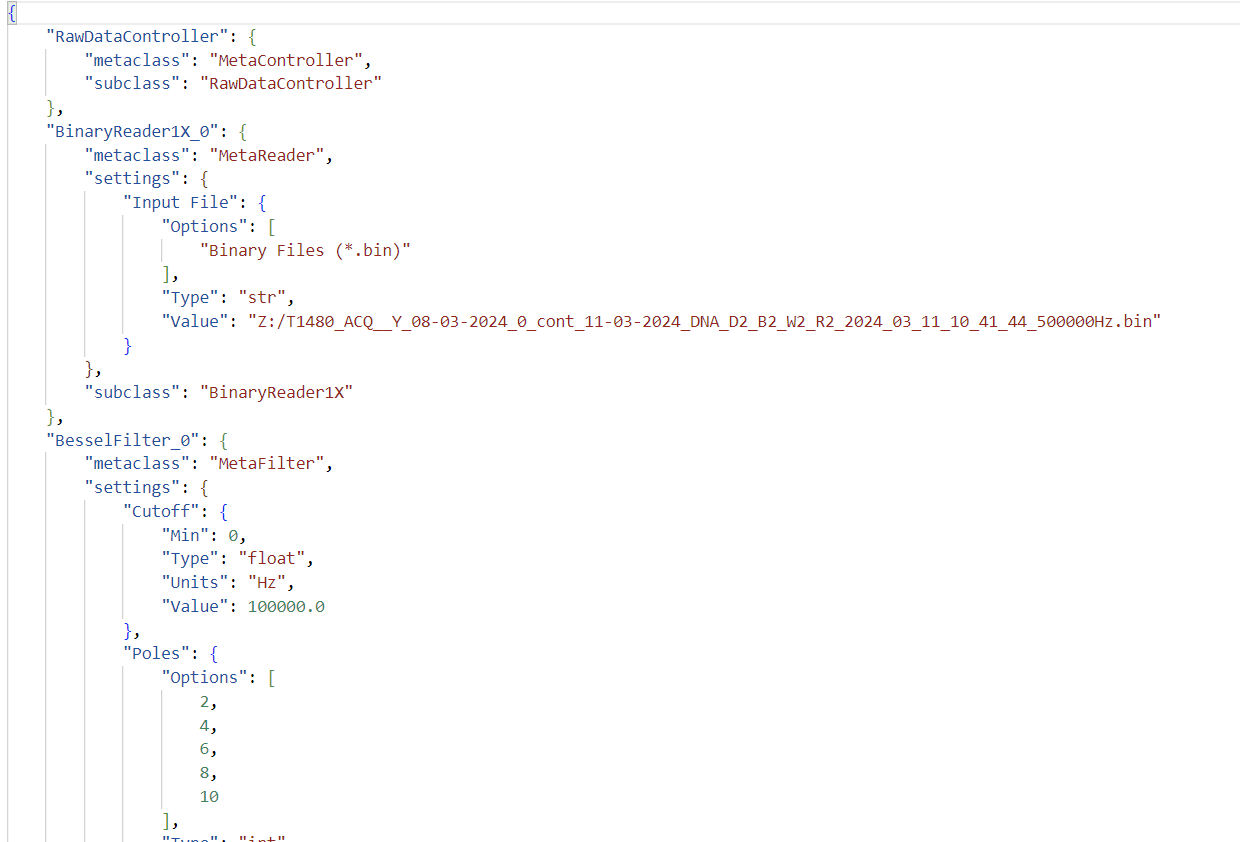 {
    "RawDataController": {
        "metaclass": "MetaController",
        "subclass": "RawDataController"
    },
    "BinaryReader1X_0": {
        "metaclass": "MetaReader",
        "settings": {
            "Input File": {
                "Options": [
                    "Binary Files (*.bin)"
                ],
                "Type": "str",
                "Value": "Z:/T1480_ACQ__Y_08-03-2024_0_cont_11-03-2024_DNA_D2_B2_W2_R2_2024_03_11_10_41_44_500000Hz.bin"
            }
        },
        "subclass": "BinaryReader1X"
    },
    "BesselFilter_0": {
        "metaclass": "MetaFilter",
        "settings": {
            "Cutoff": {
                "Min": 0,
                "Type": "float",
                "Units": "Hz",
                "Value": 100000.0
            },
            "Poles": {
                "Options": [
                    2,
                    4,
                    6,
                    8,
                    10
                ],
                "Type": "int"